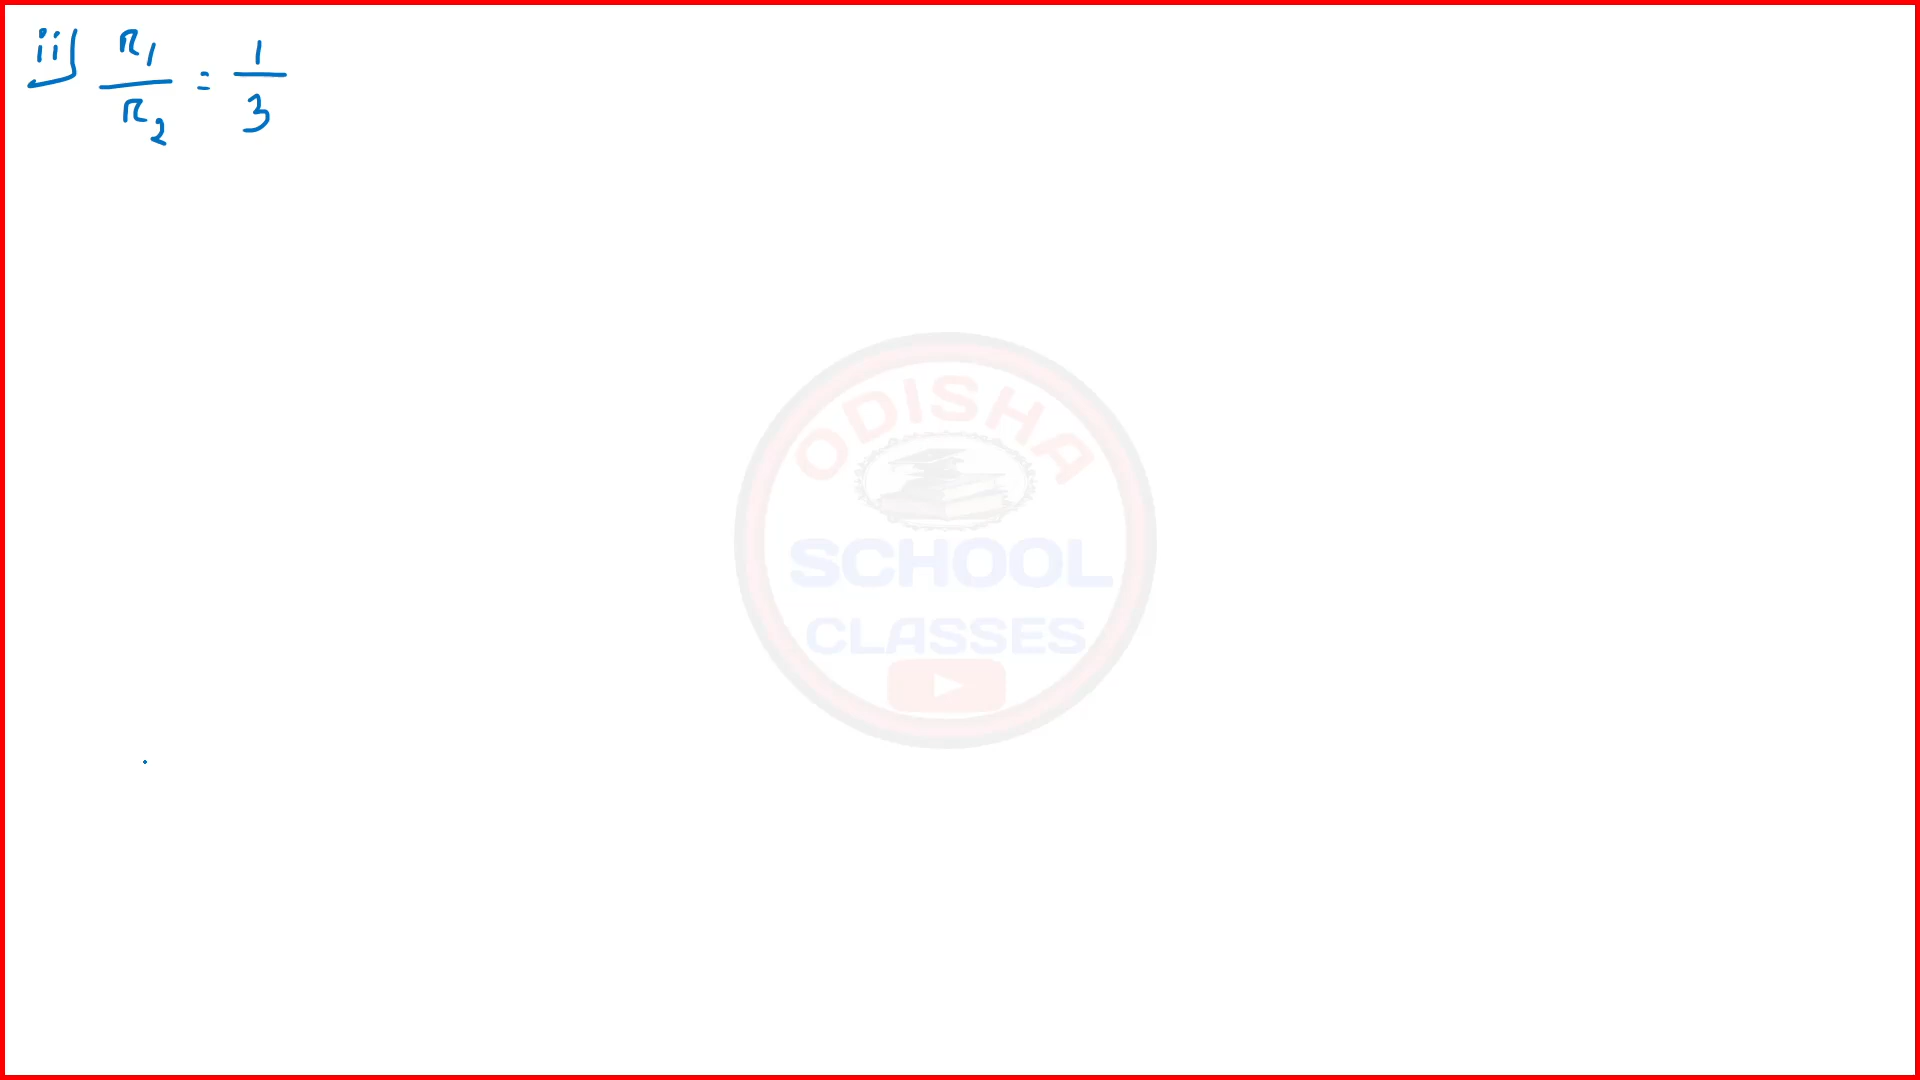 ii) r₁/r₂ = 1/3
ODISHA
SCHOOL
CLASSES